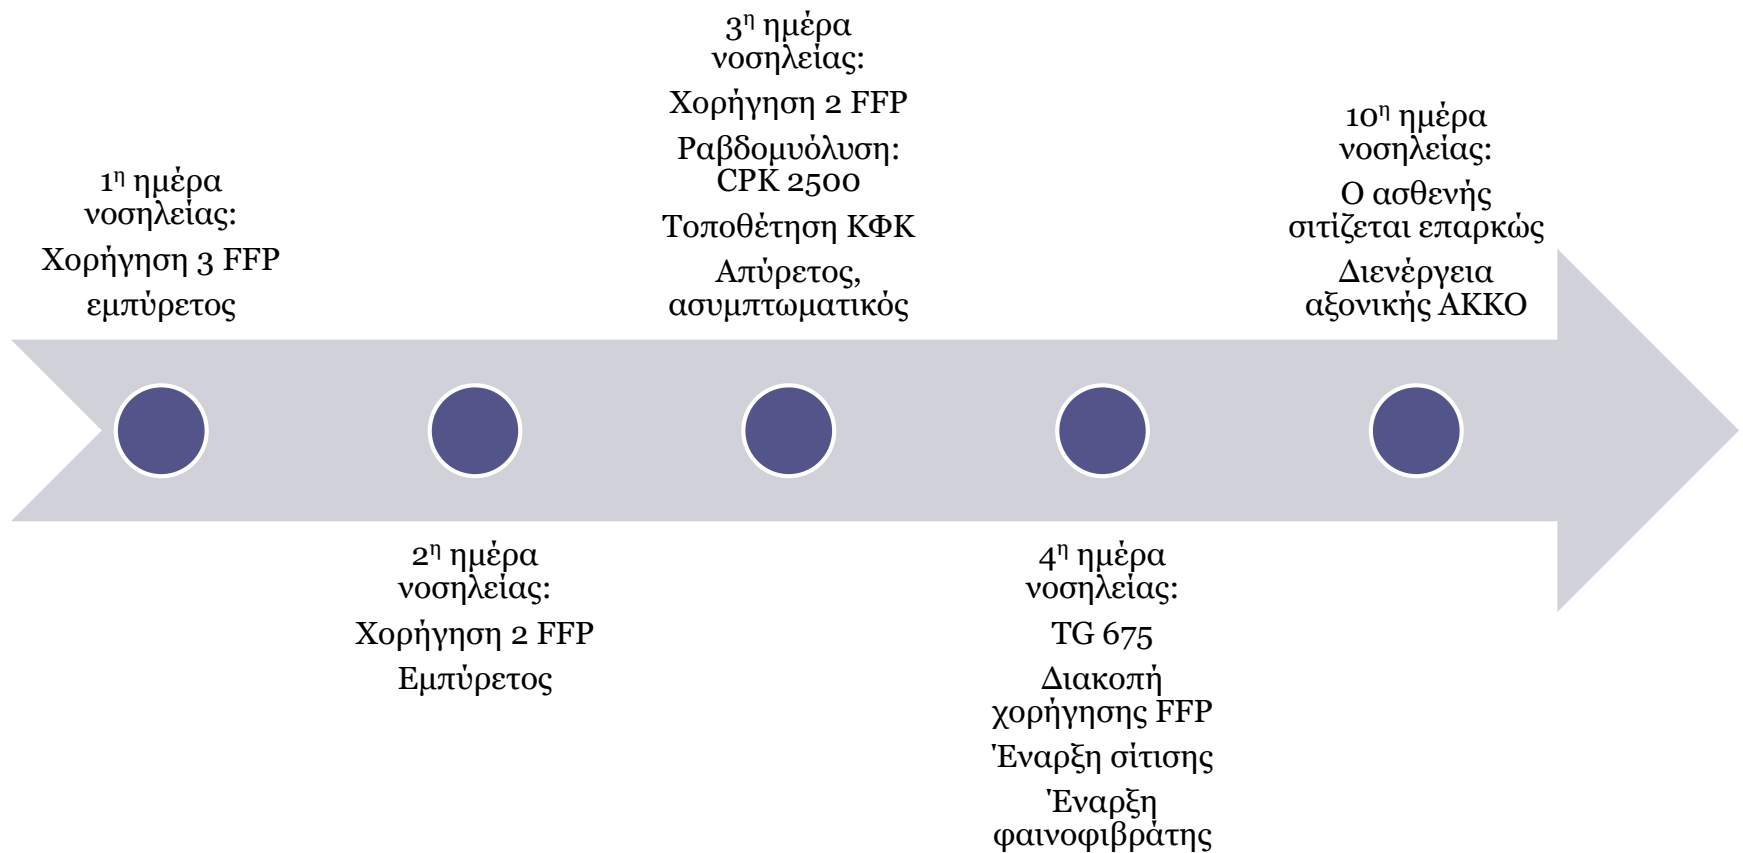 1η ημέρα
νοσηλείας:
Χορήγηση 3 FFP
εμπύρετος
2η ημέρα
νοσηλείας:
Χορήγηση 2 FFP
Εμπύρετος
3η ημέρα
νοσηλείας:
Χορήγηση 2 FFP
Ραβδομυόλυση:
CPK 2500
Τοποθέτηση ΚΦΚ
Απύρετος,
ασυμπτωματικός
4η ημέρα
νοσηλείας:
TG 675
Διακοπή
χορήγησης FFP
Έναρξη σίτισης
Έναρξη
φαινοφιβράτης
10η ημέρα
νοσηλείας:
Ο ασθενής
σιτίζεται επαρκώς
Διενέργεια
αξονικής ΑΚΚΟ